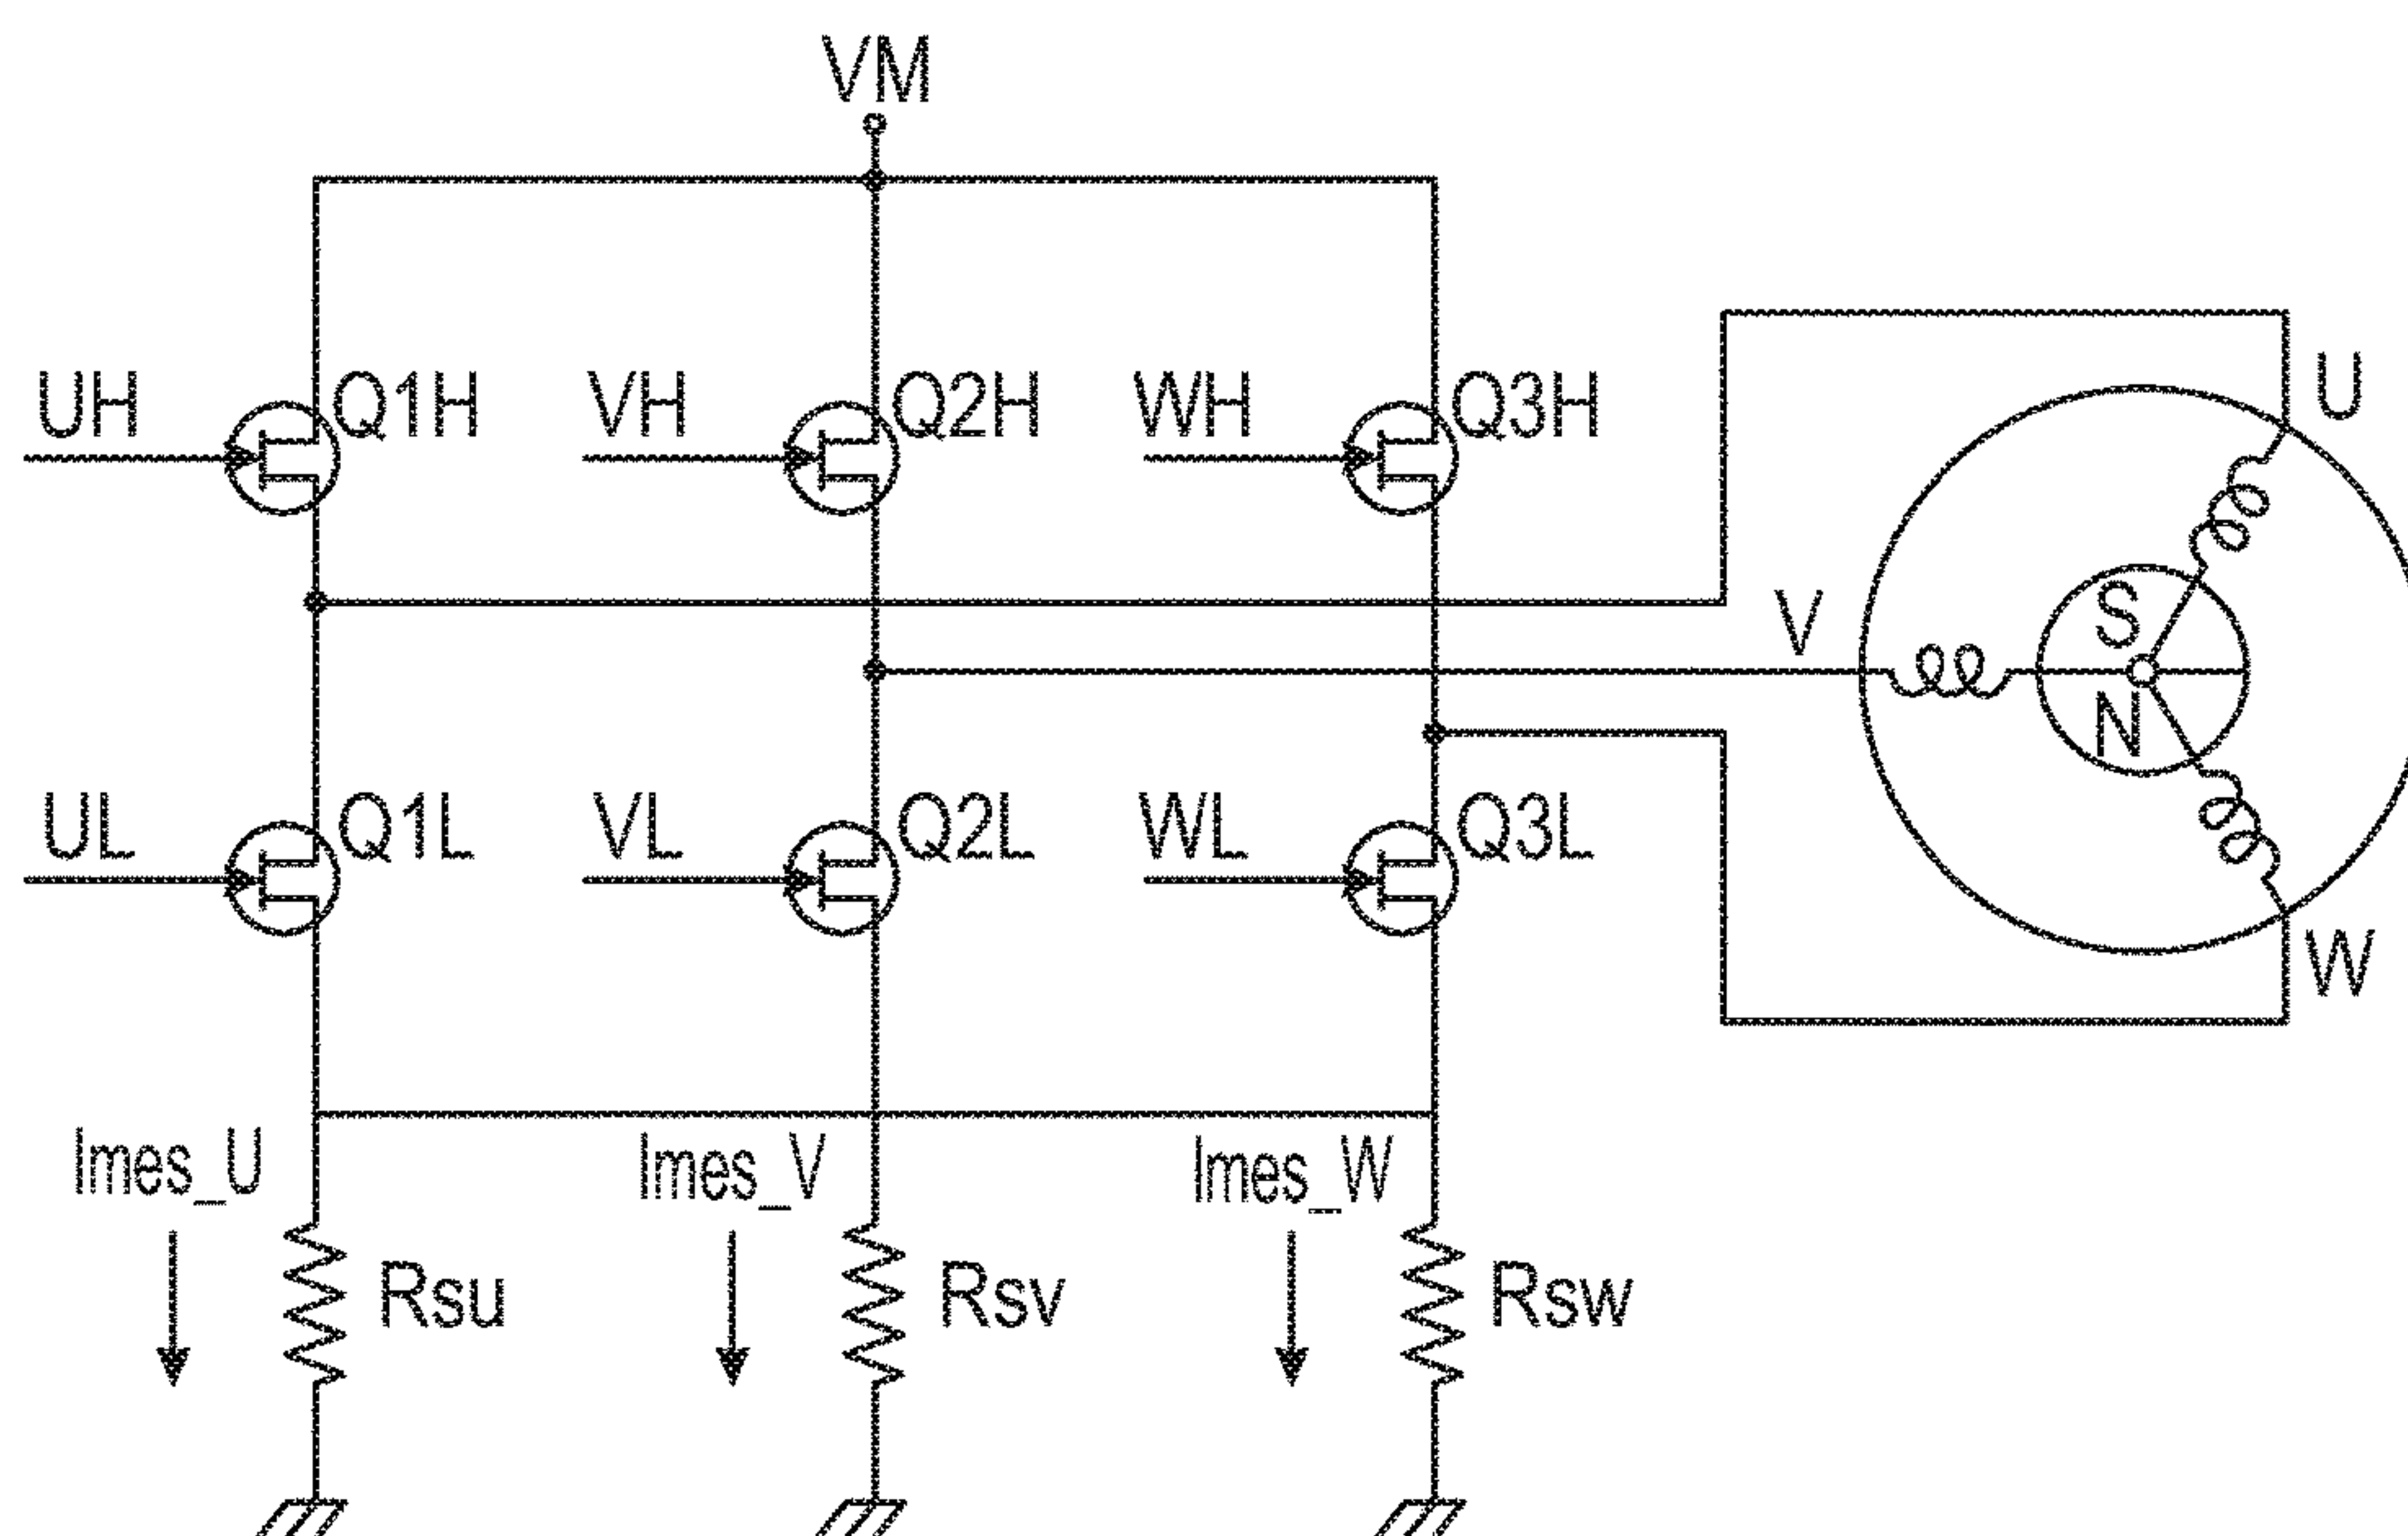 VM
UH
Q1H
VH
Q2H
WH
Q3H
U
V
S
N
UL
Q1L
VL
Q2L
WL
Q3L
W
Imes_U
Imes_V
Imes_W
Rsu
Rsv
Rsw